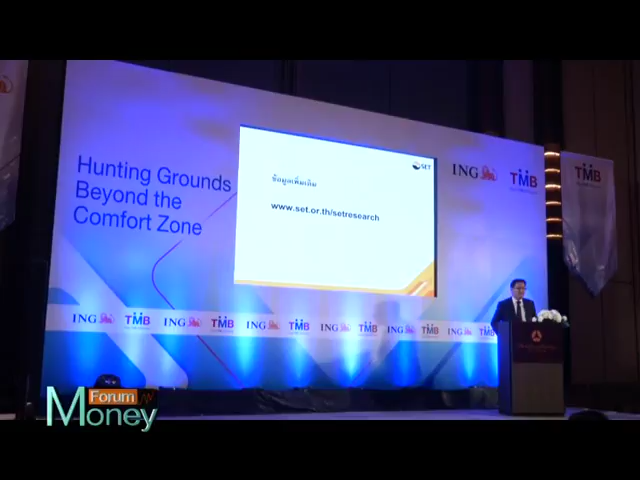 Hunting Grounds
Beyond the
Comfort Zone
SET
ข้อมูลเพิ่มเติม
www.set.or.th/setresearch
ING
TMB
TMB
ING TMB ING TMB ING TMB ING TMB ING TMB ING TMB
Forum
Money